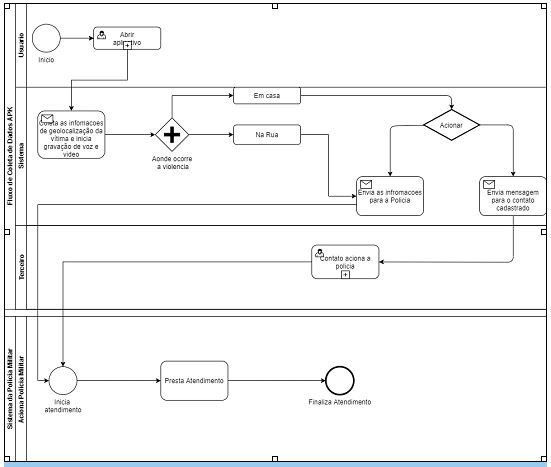 Fluxo de Coleta de Dados APK
Usuario
Inicio
Abrir
aplicativo
Sistema
Coleta as infomacoes
de geolocalização da
vítima e inicia
gravação de voz e
video
Aonde ocorre
a violencia
Em casa
Na Rua
Acionar
Envia as infromacoes
para a Policia
Envia mensagem
para o contato
cadastrado
Terceiro
Contato aciona a
policia
Sistema da Policia Militar
Aciona Policia Militar
Inicia
atendimento
Presta Atendimento
Finaliza Atendimento